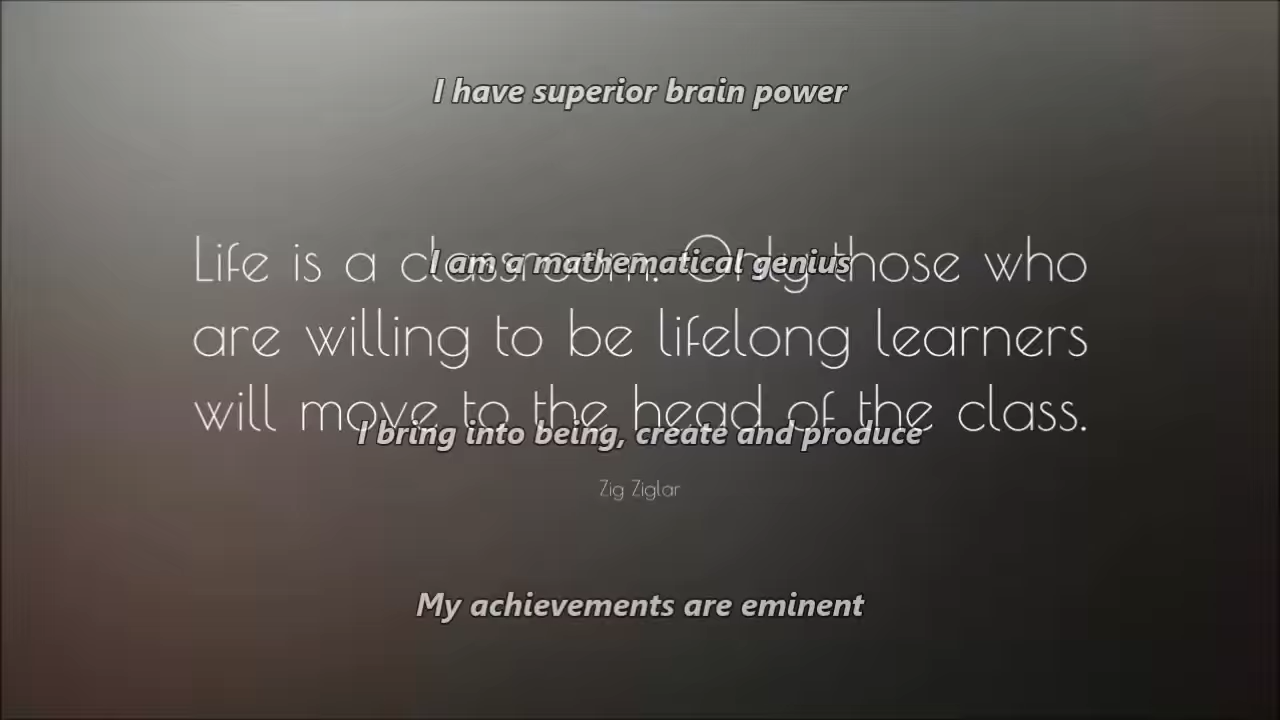 I have superior brain power
Life is a classroom. Only those who
I am a mathematical genius
are willing to be lifelong learners
will move to the head of the class.
I bring into being, create and produce
Zig Ziglar
My achievements are eminent